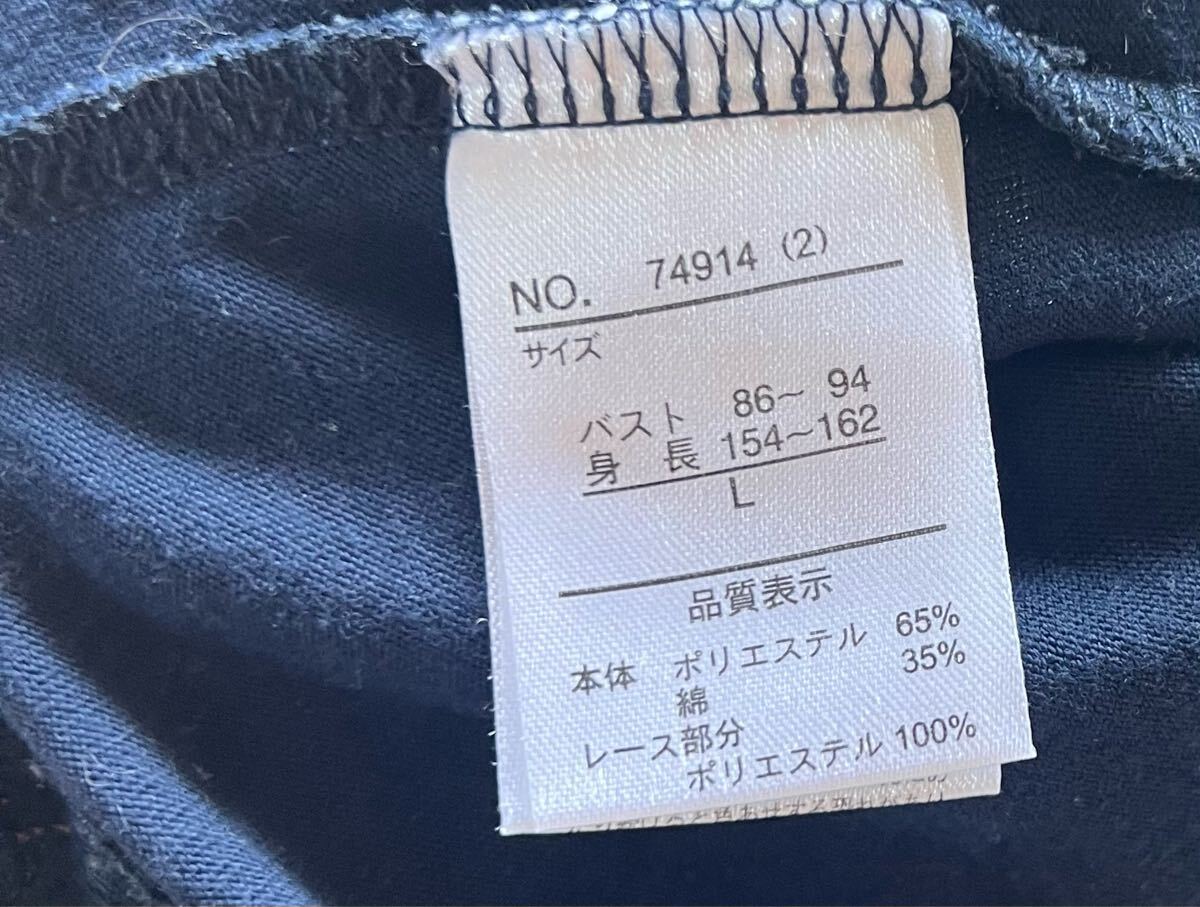 NO. 74914 (2)
サイズ
バスト 86～ 94
身 長 154～162
L
品質表示
本体 ポリエステル 65%
綿 35%
レース部分
ポリエステル 100%